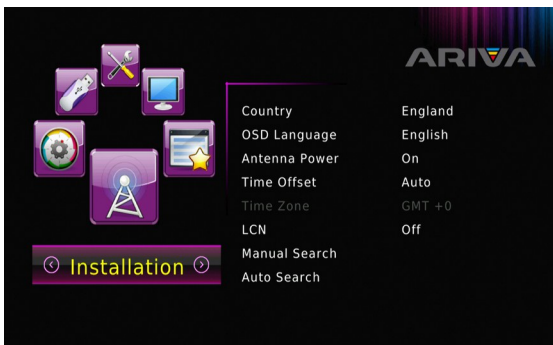 ARIVA
Country England
OSD Language English
Antenna Power On
Time Offset Auto
Time Zone GMT +0
LCN Off
Manual Search
Auto Search
Installation